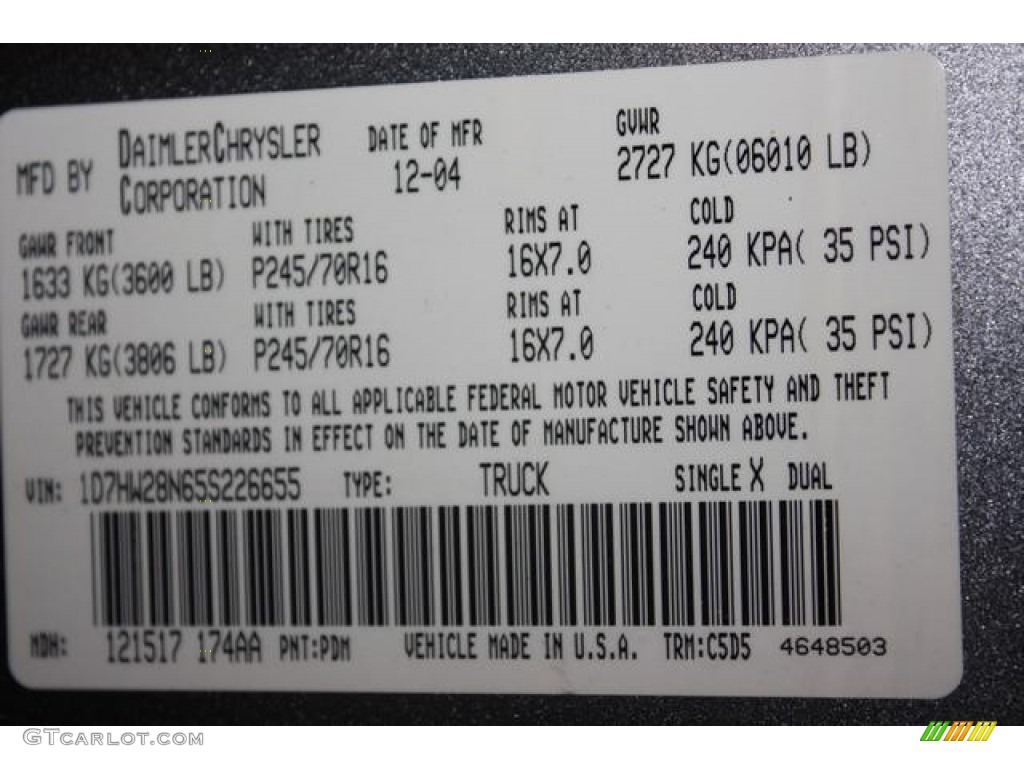 MFD BY DAIMLERCHRYSLER CORPORATION
DATE OF MFR 12-04
GVWR 2727 KG(06010 LB)
GAWR FRONT WITH TIRES RIMS AT COLD
1633 KG(3600 LB) P245/70R16 16X7.0 240 KPA( 35 PSI)
GAWR REAR WITH TIRES RIMS AT COLD
1727 KG(3806 LB) P245/70R16 16X7.0 240 KPA( 35 PSI)
THIS VEHICLE CONFORMS TO ALL APPLICABLE FEDERAL MOTOR VEHICLE SAFETY AND THEFT
PREVENTION STANDARDS IN EFFECT ON THE DATE OF MANUFACTURE SHOWN ABOVE.
VIN: 1D7HW28N65S226655 TYPE: TRUCK SINGLE X DUAL
MDH: 121517 174AA PNT:PDM VEHICLE MADE IN U.S.A. TRM:C5D5 4648503
GTcarlot.com